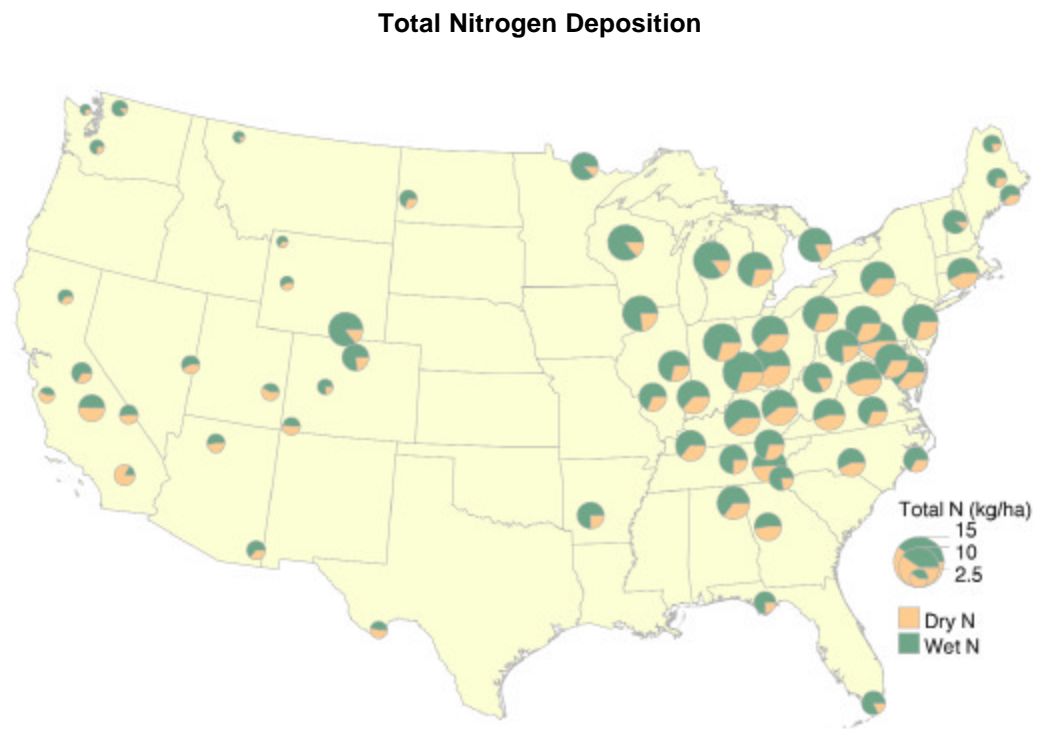 Total Nitrogen Deposition
Total N (kg/ha)
15
10
2.5
Dry N
Wet N